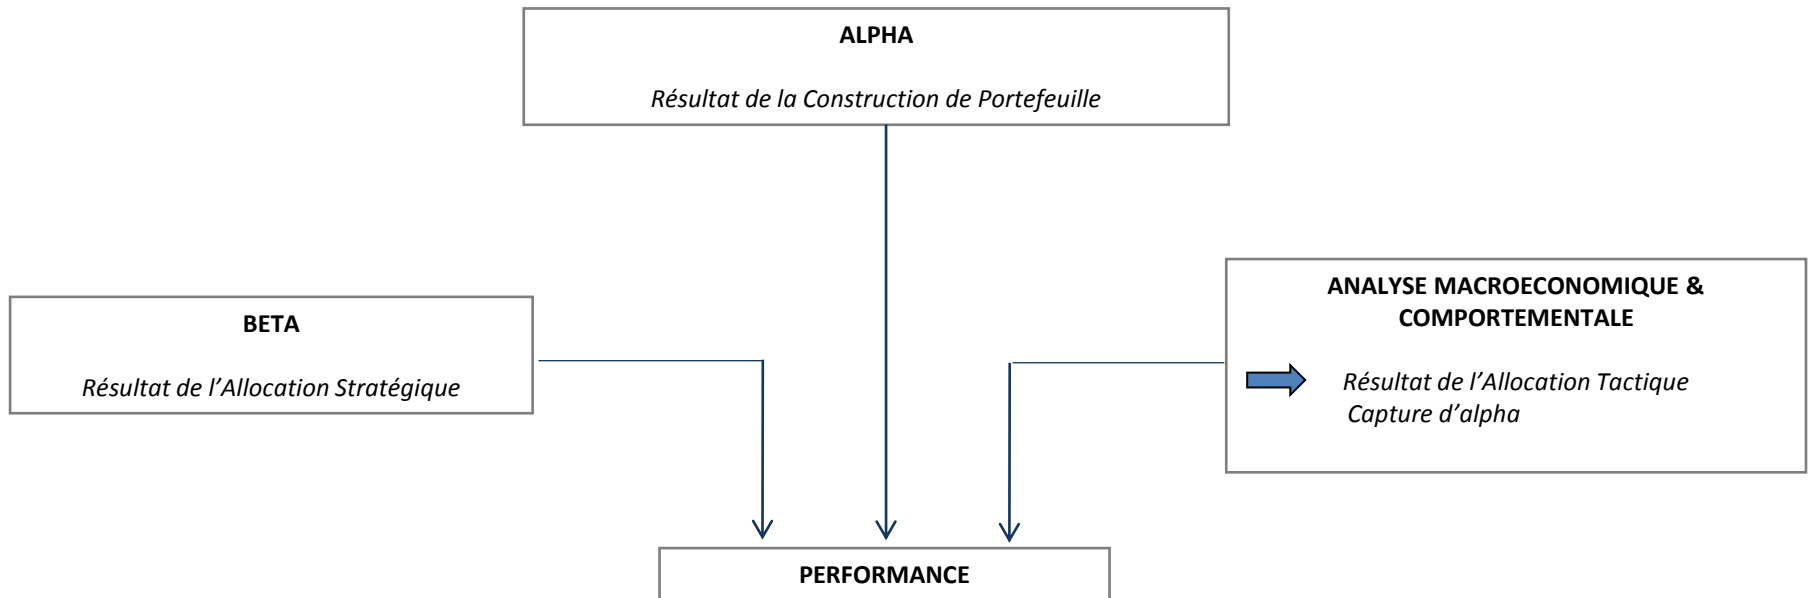 ALPHA
Résultat de la Construction de Portefeuille
BETA
Résultat de l’Allocation Stratégique
ANALYSE MACROECONOMIQUE &
COMPORTEMENTALE
Résultat de l’Allocation Tactique
Capture d’alpha
PERFORMANCE